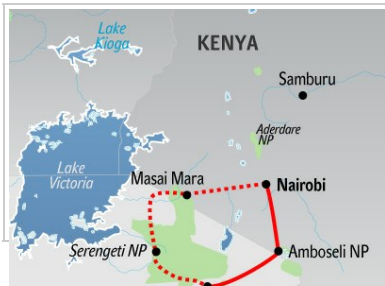 Lake
Kioga
KENYA
Samburu
Aderdare
NP
Lake
Victoria
Masai Mara
Nairobi
Serengeti NP
Amboseli NP